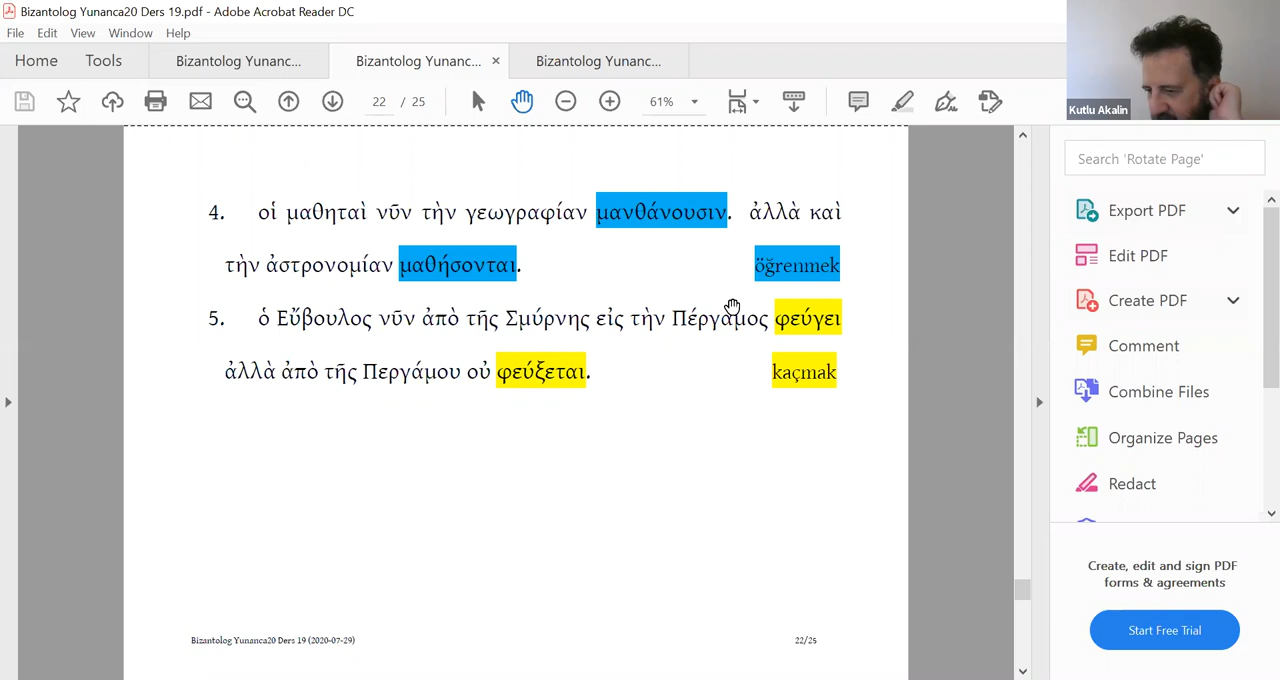 Bizantolog Yunanca20 Ders 19.pdf - Adobe Acrobat Reader DC
File Edit View Window Help
Home Tools Bizantolog Yunanc... Bizantolog Yunanc... × Bizantolog Yunanc...
22 / 25 61%
Kutlu Akalin
Search 'Rotate Page'
4. οἱ μαθηταὶ νῦν τὴν γεωγραφίαν μανθάνουσιν. ἀλλὰ καὶ
τὴν ἀστρονομίαν μαθήσονται. öğrenmek
5. ὁ Εὔβουλος νῦν ἀπὸ τῆς Σμύρνης εἰς τὴν Πέργαμος φεύγει
ἀλλὰ ἀπὸ τῆς Περγάμου οὐ φεύξεται. kaçmak
Bizantolog Yunanca20 Ders 19 (2020-07-29) 22/25
Export PDF
Edit PDF
Create PDF
Comment
Combine Files
Organize Pages
Redact
Create, edit and sign PDF
forms & agreements
Start Free Trial